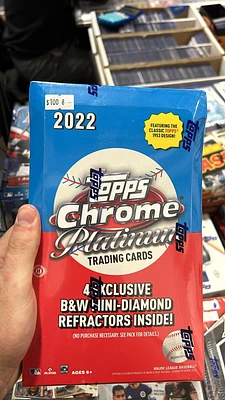 $100
2022
FEATURING THE
CLASSIC TOPPS
1953 DESIGN!
TOPPS
Chrome
Platinum
TRADING CARDS
4 EXCLUSIVE
B&W MINI-DIAMOND
REFRACTORS INSIDE!
(NO PURCHASE NECESSARY. SEE PACK FOR DETAILS.)
AGES 6+
MAJOR LEAGUE BASEBALL